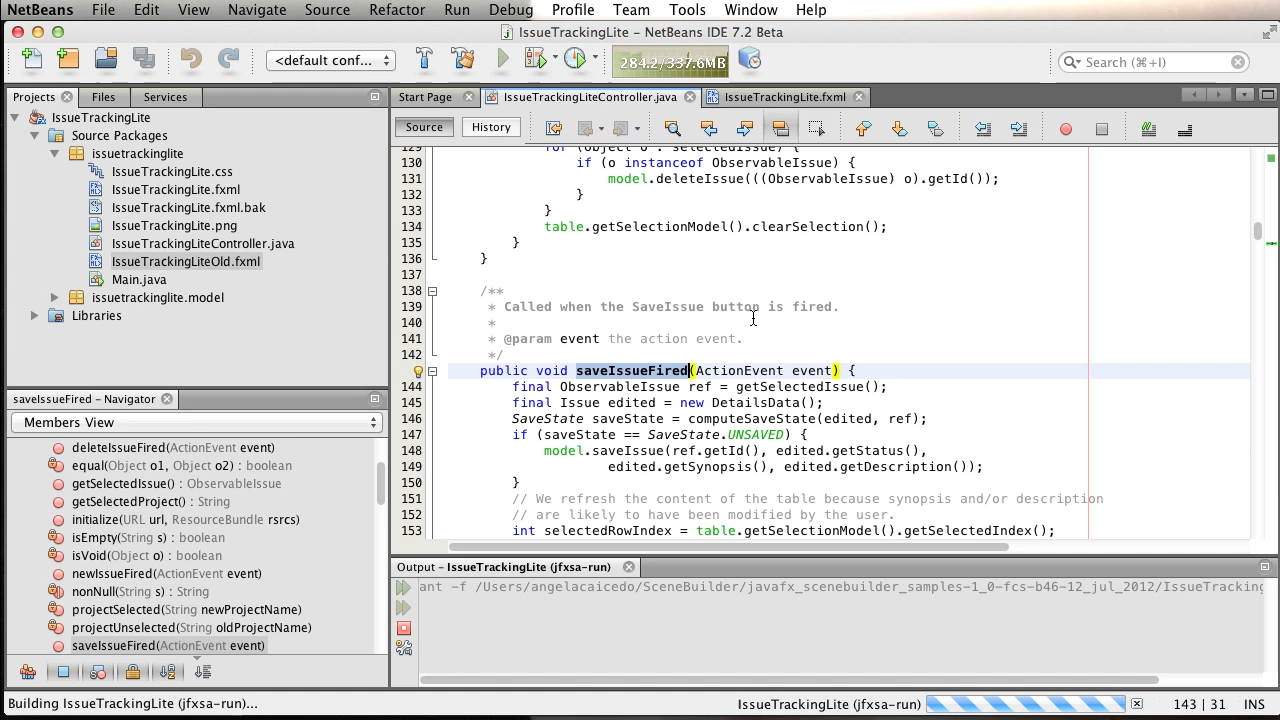 NetBeans File Edit View Navigate Source Refactor Run Debug Profile Team Tools Window Help
IssueTrackingLite - NetBeans IDE 7.2 Beta
<default conf... 284.2/337.6MB Search (⌘+I)
Projects Files Services
IssueTrackingLite
Source Packages
issuetrackinglite
IssueTrackingLite.css
IssueTrackingLite.fxml
IssueTrackingLite.fxml.bak
IssueTrackingLite.png
IssueTrackingLiteController.java
IssueTrackingLiteOld.fxml
Main.java
issuetrackinglite.model
Libraries
saveIssueFired - Navigator
Members View
deleteIssueFired(ActionEvent event)
equal(Object o1, Object o2) : boolean
getSelectedIssue() : ObservableIssue
getSelectedProject() : String
initialize(URL url, ResourceBundle rsrcs)
isEmpty(String s) : boolean
isVoid(Object o) : boolean
newIssueFired(ActionEvent event)
nonNull(String s) : String
projectSelected(String newProjectName)
projectUnselected(String oldProjectName)
saveIssueFired(ActionEvent event)
Start Page IssueTrackingLiteController.java IssueTrackingLite.fxml
Source History
129 for (Object o : selectedIssue) {
130 if (o instanceof ObservableIssue) {
131 model.deleteIssue(((ObservableIssue) o).getId());
132 }
133 }
134 table.getSelectionModel().clearSelection();
135 }
136 }
137
138 /**
139 * Called when the SaveIssue button is fired.
140 *
141 * @param event the action event.
142 */
public void saveIssueFired(ActionEvent event) {
144 final ObservableIssue ref = getSelectedIssue();
145 final Issue edited = new DetailsData();
146 SaveState saveState = computeSaveState(edited, ref);
147 if (saveState == SaveState.UNSAVED) {
148 model.saveIssue(ref.getId(), edited.getStatus(),
149 edited.getSynopsis(), edited.getDescription());
150 }
151 // We refresh the content of the table because synopsis and/or description
152 // are likely to have been modified by the user.
153 int selectedRowIndex = table.getSelectionModel().getSelectedIndex();
Output - IssueTrackingLite (jfxsa-run)
ant -f /Users/angelacaicedo/SceneBuilder/javafx_scenebuilder_samples-1_0-fcs-b46-12_jul_2012/IssueTracking
Building IssueTrackingLite (jfxsa-run)... IssueTrackingLite (jfxsa-run) 143 | 31 INS